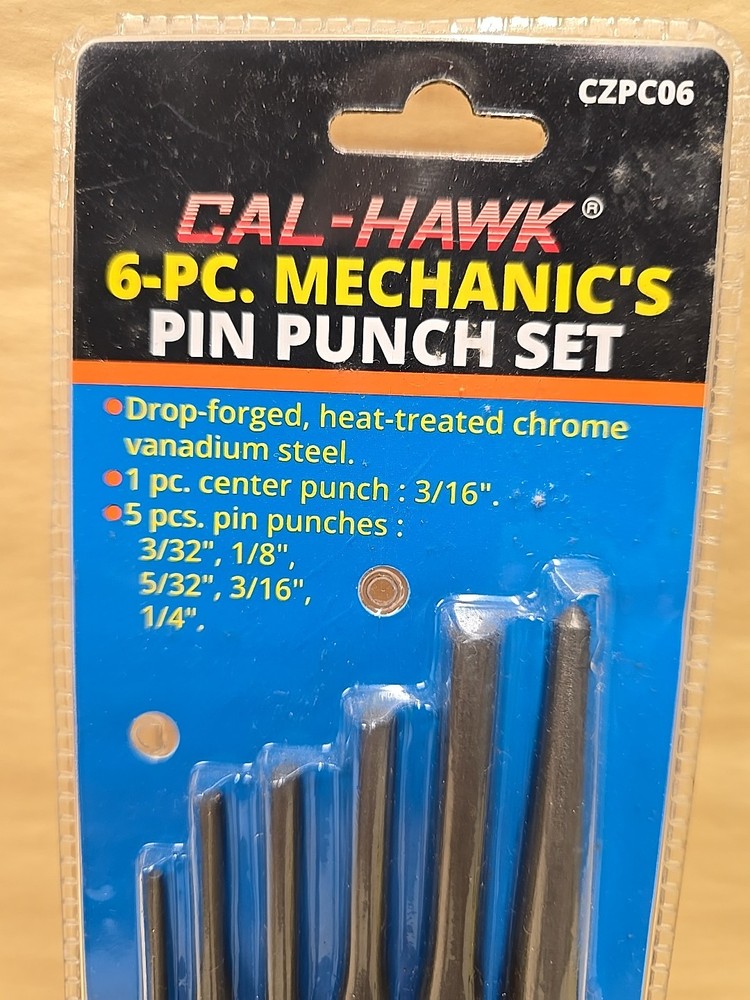 CZPC06
CAL-HAWK®
6-PC. MECHANIC'S
PIN PUNCH SET
•Drop-forged, heat-treated chrome
vanadium steel.
•1 pc. center punch : 3/16".
•5 pcs. pin punches :
3/32", 1/8",
5/32", 3/16",
1/4".